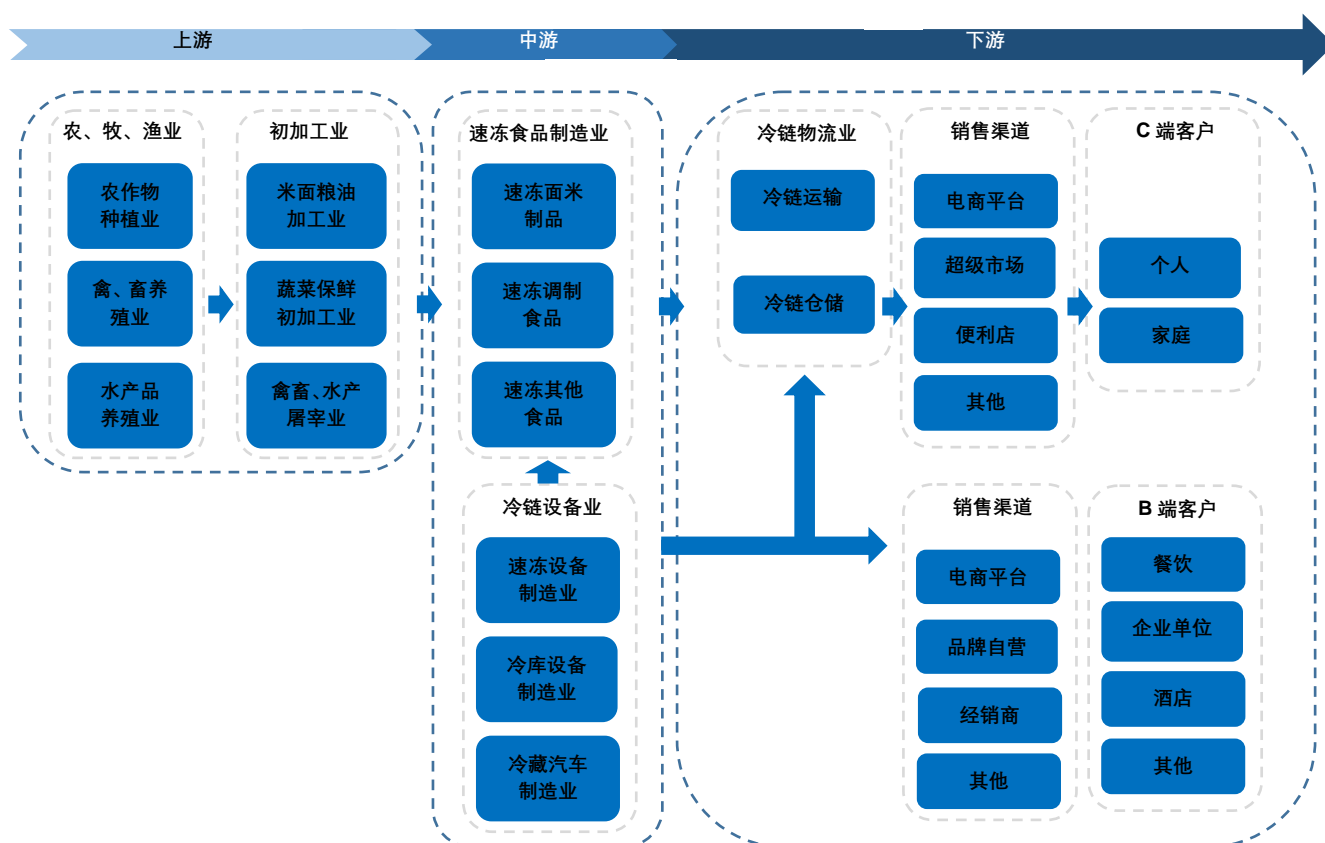 上游
中游
下游
农、牧、渔业
农作物
种植业
禽、畜养
殖业
水产品
养殖业
初加工业
米面粮油
加工业
蔬菜保鲜
初加工业
禽畜、水产
屠宰业
速冻食品制造业
速冻面米
制品
速冻调制
食品
速冻其他
食品
冷链设备业
速冻设备
制造业
冷库设备
制造业
冷藏汽车
制造业
冷链物流业
冷链运输
冷链仓储
销售渠道
电商平台
超级市场
便利店
其他
C 端客户
个人
家庭
销售渠道
电商平台
品牌自营
经销商
其他
B 端客户
餐饮
企业单位
酒店
其他